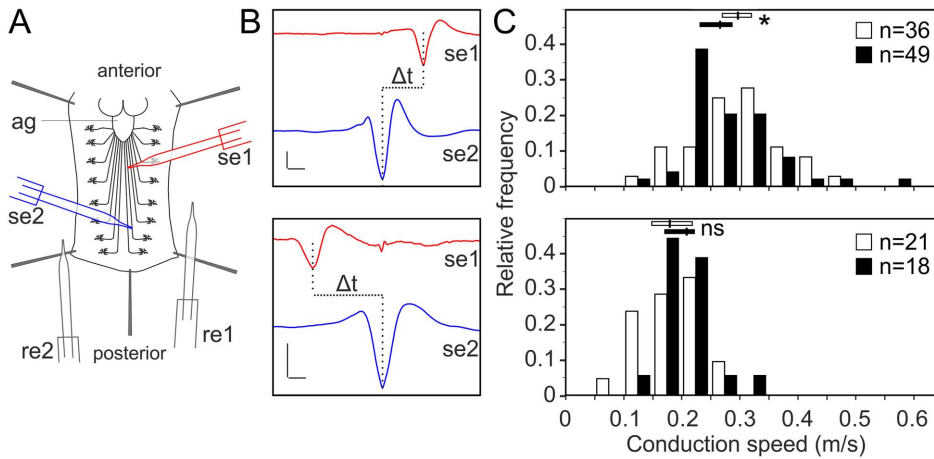 A
anterior
ag
se1
se2
re1
re2
posterior
B
se1
Δt
se2
se1
Δt
se2
C
*
n=36
n=49
0.4
0.3
0.2
0.1
0
ns
n=21
n=18
0.4
0.3
0.2
0.1
0
Relative frequency
0 0.1 0.2 0.3 0.4 0.5 0.6
Conduction speed (m/s)